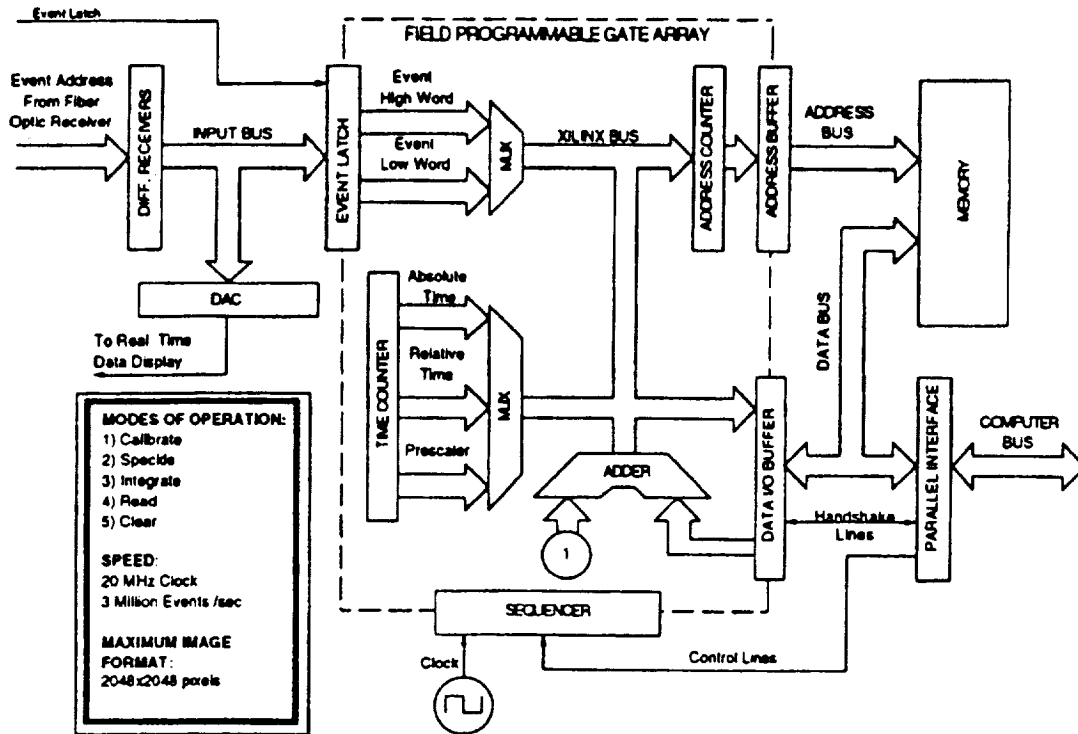 Event Latch
FIELD PROGRAMMABLE GATE ARRAY
Event Address
From Fiber
Optic Receiver
DIFF. RECEIVERS
INPUT BUS
EVENT LATCH
Event
High Word
Event
Low Word
MUX
XILINX BUS
ADDRESS COUNTER
ADDRESS BUFFER
ADDRESS
BUS
MEMORY
DAC
To Real Time
Data Display
TIME COUNTER
Absolute
Time
Relative
Time
Prescaler
MUX
ADDER
1
DATA I/O BUFFER
DATA BUS
Handshake
Lines
PARALLEL INTERFACE
COMPUTER
BUS
SEQUENCER
Clock
Control Lines
MODES OF OPERATION:
1) Calibrate
2) Speckle
3) Integrate
4) Read
5) Clear
SPEED:
20 MHz Clock
3 Million Events /sec
MAXIMUM IMAGE
FORMAT:
2048x2048 pixels